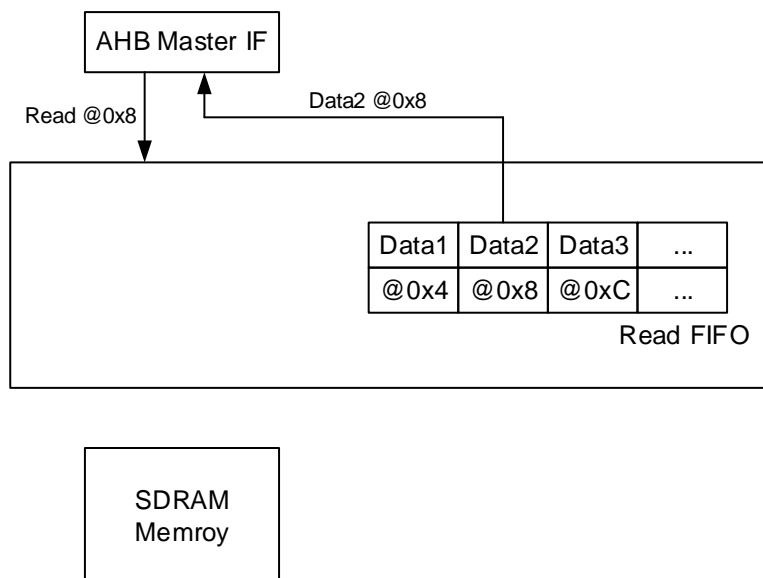 AHB Master IF
Read @0x8
Data2 @0x8
Data1 Data2 Data3 ...
@0x4 @0x8 @0xC ...
Read FIFO
SDRAM
Memroy